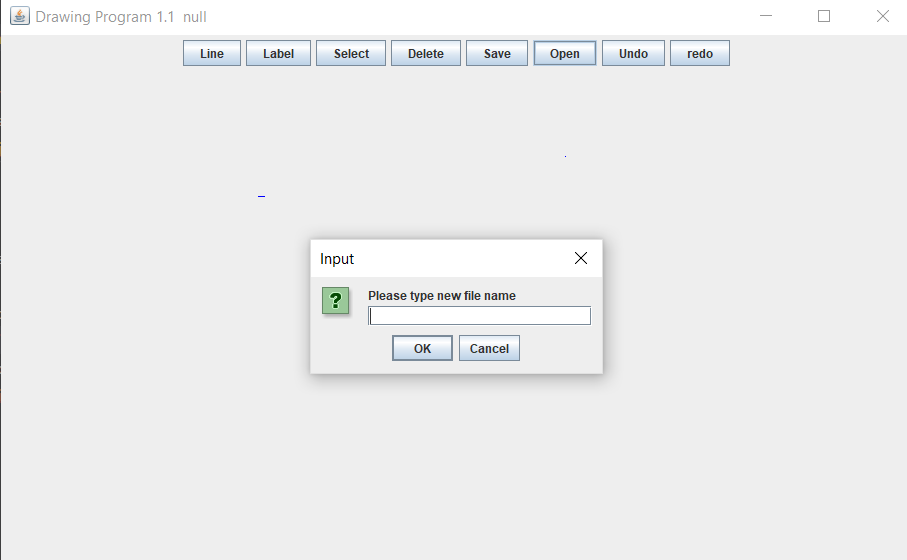 Drawing Program 1.1 null
Line Label Select Delete Save Open Undo redo
Input
?
Please type new file name
OK Cancel